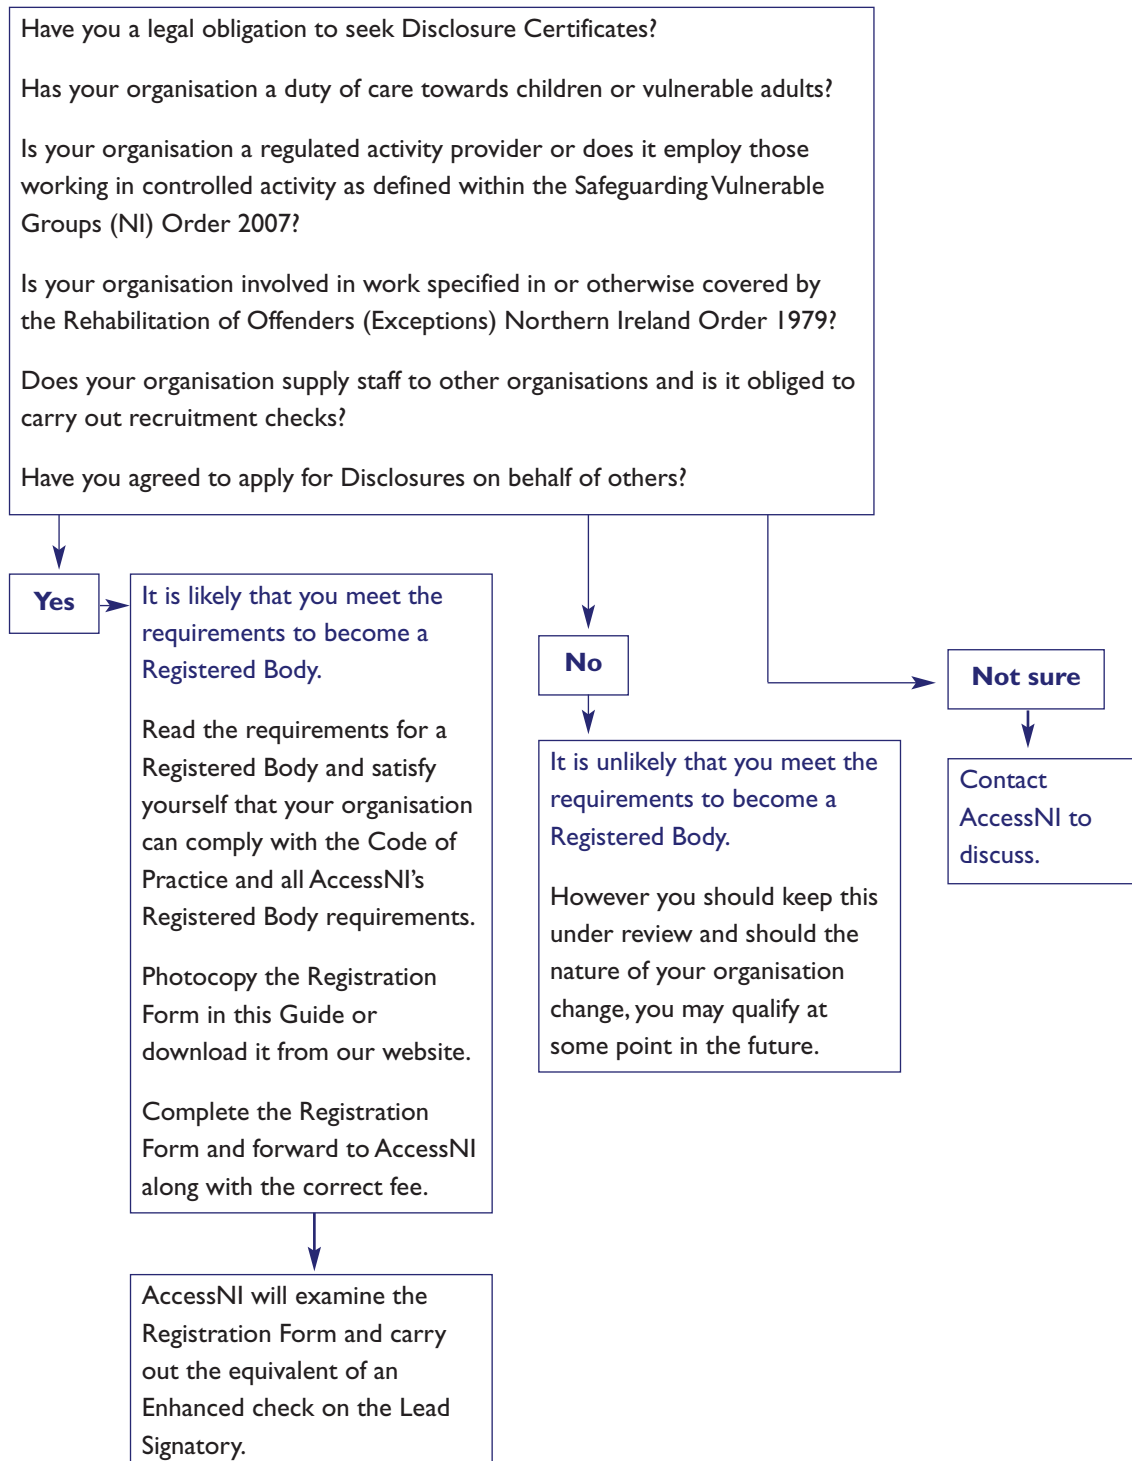 Have you a legal obligation to seek Disclosure Certificates?
Has your organisation a duty of care towards children or vulnerable adults?
Is your organisation a regulated activity provider or does it employ those
working in controlled activity as defined within the Safeguarding Vulnerable
Groups (NI) Order 2007?
Is your organisation involved in work specified in or otherwise covered by
the Rehabilitation of Offenders (Exceptions) Northern Ireland Order 1979?
Does your organisation supply staff to other organisations and is it obliged to
carry out recruitment checks?
Have you agreed to apply for Disclosures on behalf of others?
Yes
It is likely that you meet the
requirements to become a
Registered Body.
Read the requirements for a
Registered Body and satisfy
yourself that your organisation
can comply with the Code of
Practice and all AccessNI's
Registered Body requirements.
Photocopy the Registration
Form in this Guide or
download it from our website.
Complete the Registration
Form and forward to AccessNI
along with the correct fee.
AccessNI will examine the
Registration Form and carry
out the equivalent of an
Enhanced check on the Lead
Signatory.
No
It is unlikely that you meet the
requirements to become a
Registered Body.
However you should keep this
under review and should the
nature of your organisation
change, you may qualify at
some point in the future.
Not sure
Contact
AccessNI to
discuss.